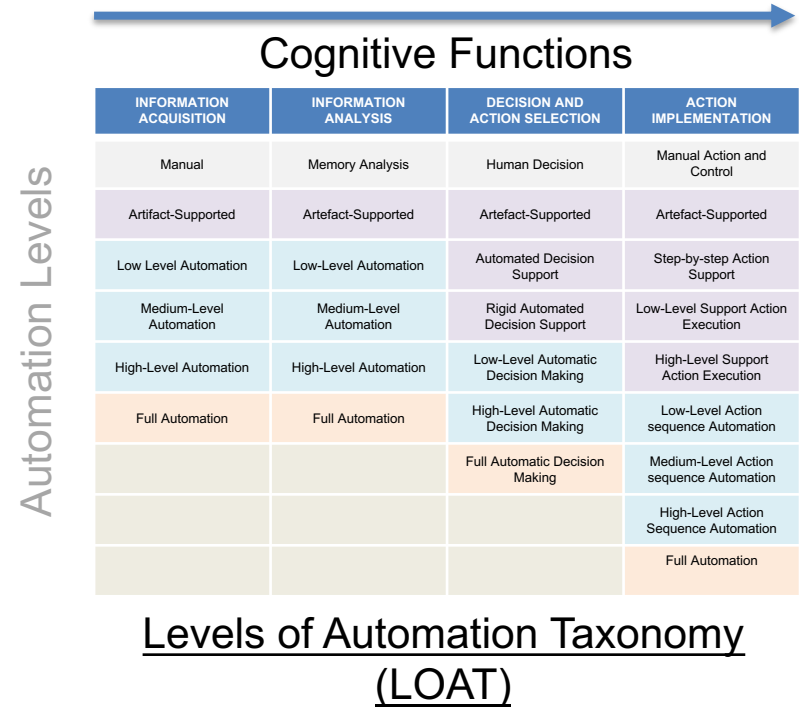 Cognitive Functions
Automation Levels
INFORMATION
ACQUISITION
INFORMATION
ANALYSIS
DECISION AND
ACTION SELECTION
ACTION
IMPLEMENTATION
Manual
Memory Analysis
Human Decision
Manual Action and
Control
Artifact-Supported
Artefact-Supported
Artefact-Supported
Artefact-Supported
Low Level Automation
Low-Level Automation
Automated Decision
Support
Step-by-step Action
Support
Medium-Level
Automation
Medium-Level
Automation
Rigid Automated
Decision Support
Low-Level Support Action
Execution
High-Level Automation
High-Level Automation
Low-Level Automatic
Decision Making
High-Level Support
Action Execution
Full Automation
Full Automation
High-Level Automatic
Decision Making
Low-Level Action
sequence Automation
Full Automatic Decision
Making
Medium-Level Action
sequence Automation
High-Level Action
Sequence Automation
Full Automation
Levels of Automation Taxonomy
(LOAT)